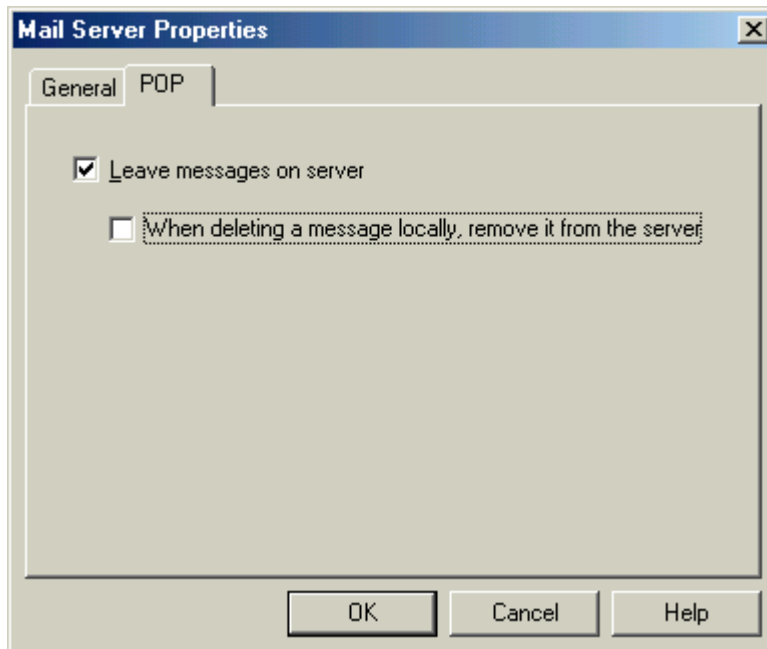 Mail Server Properties
General POP
Leave messages on server
When deleting a message locally, remove it from the server
OK Cancel Help